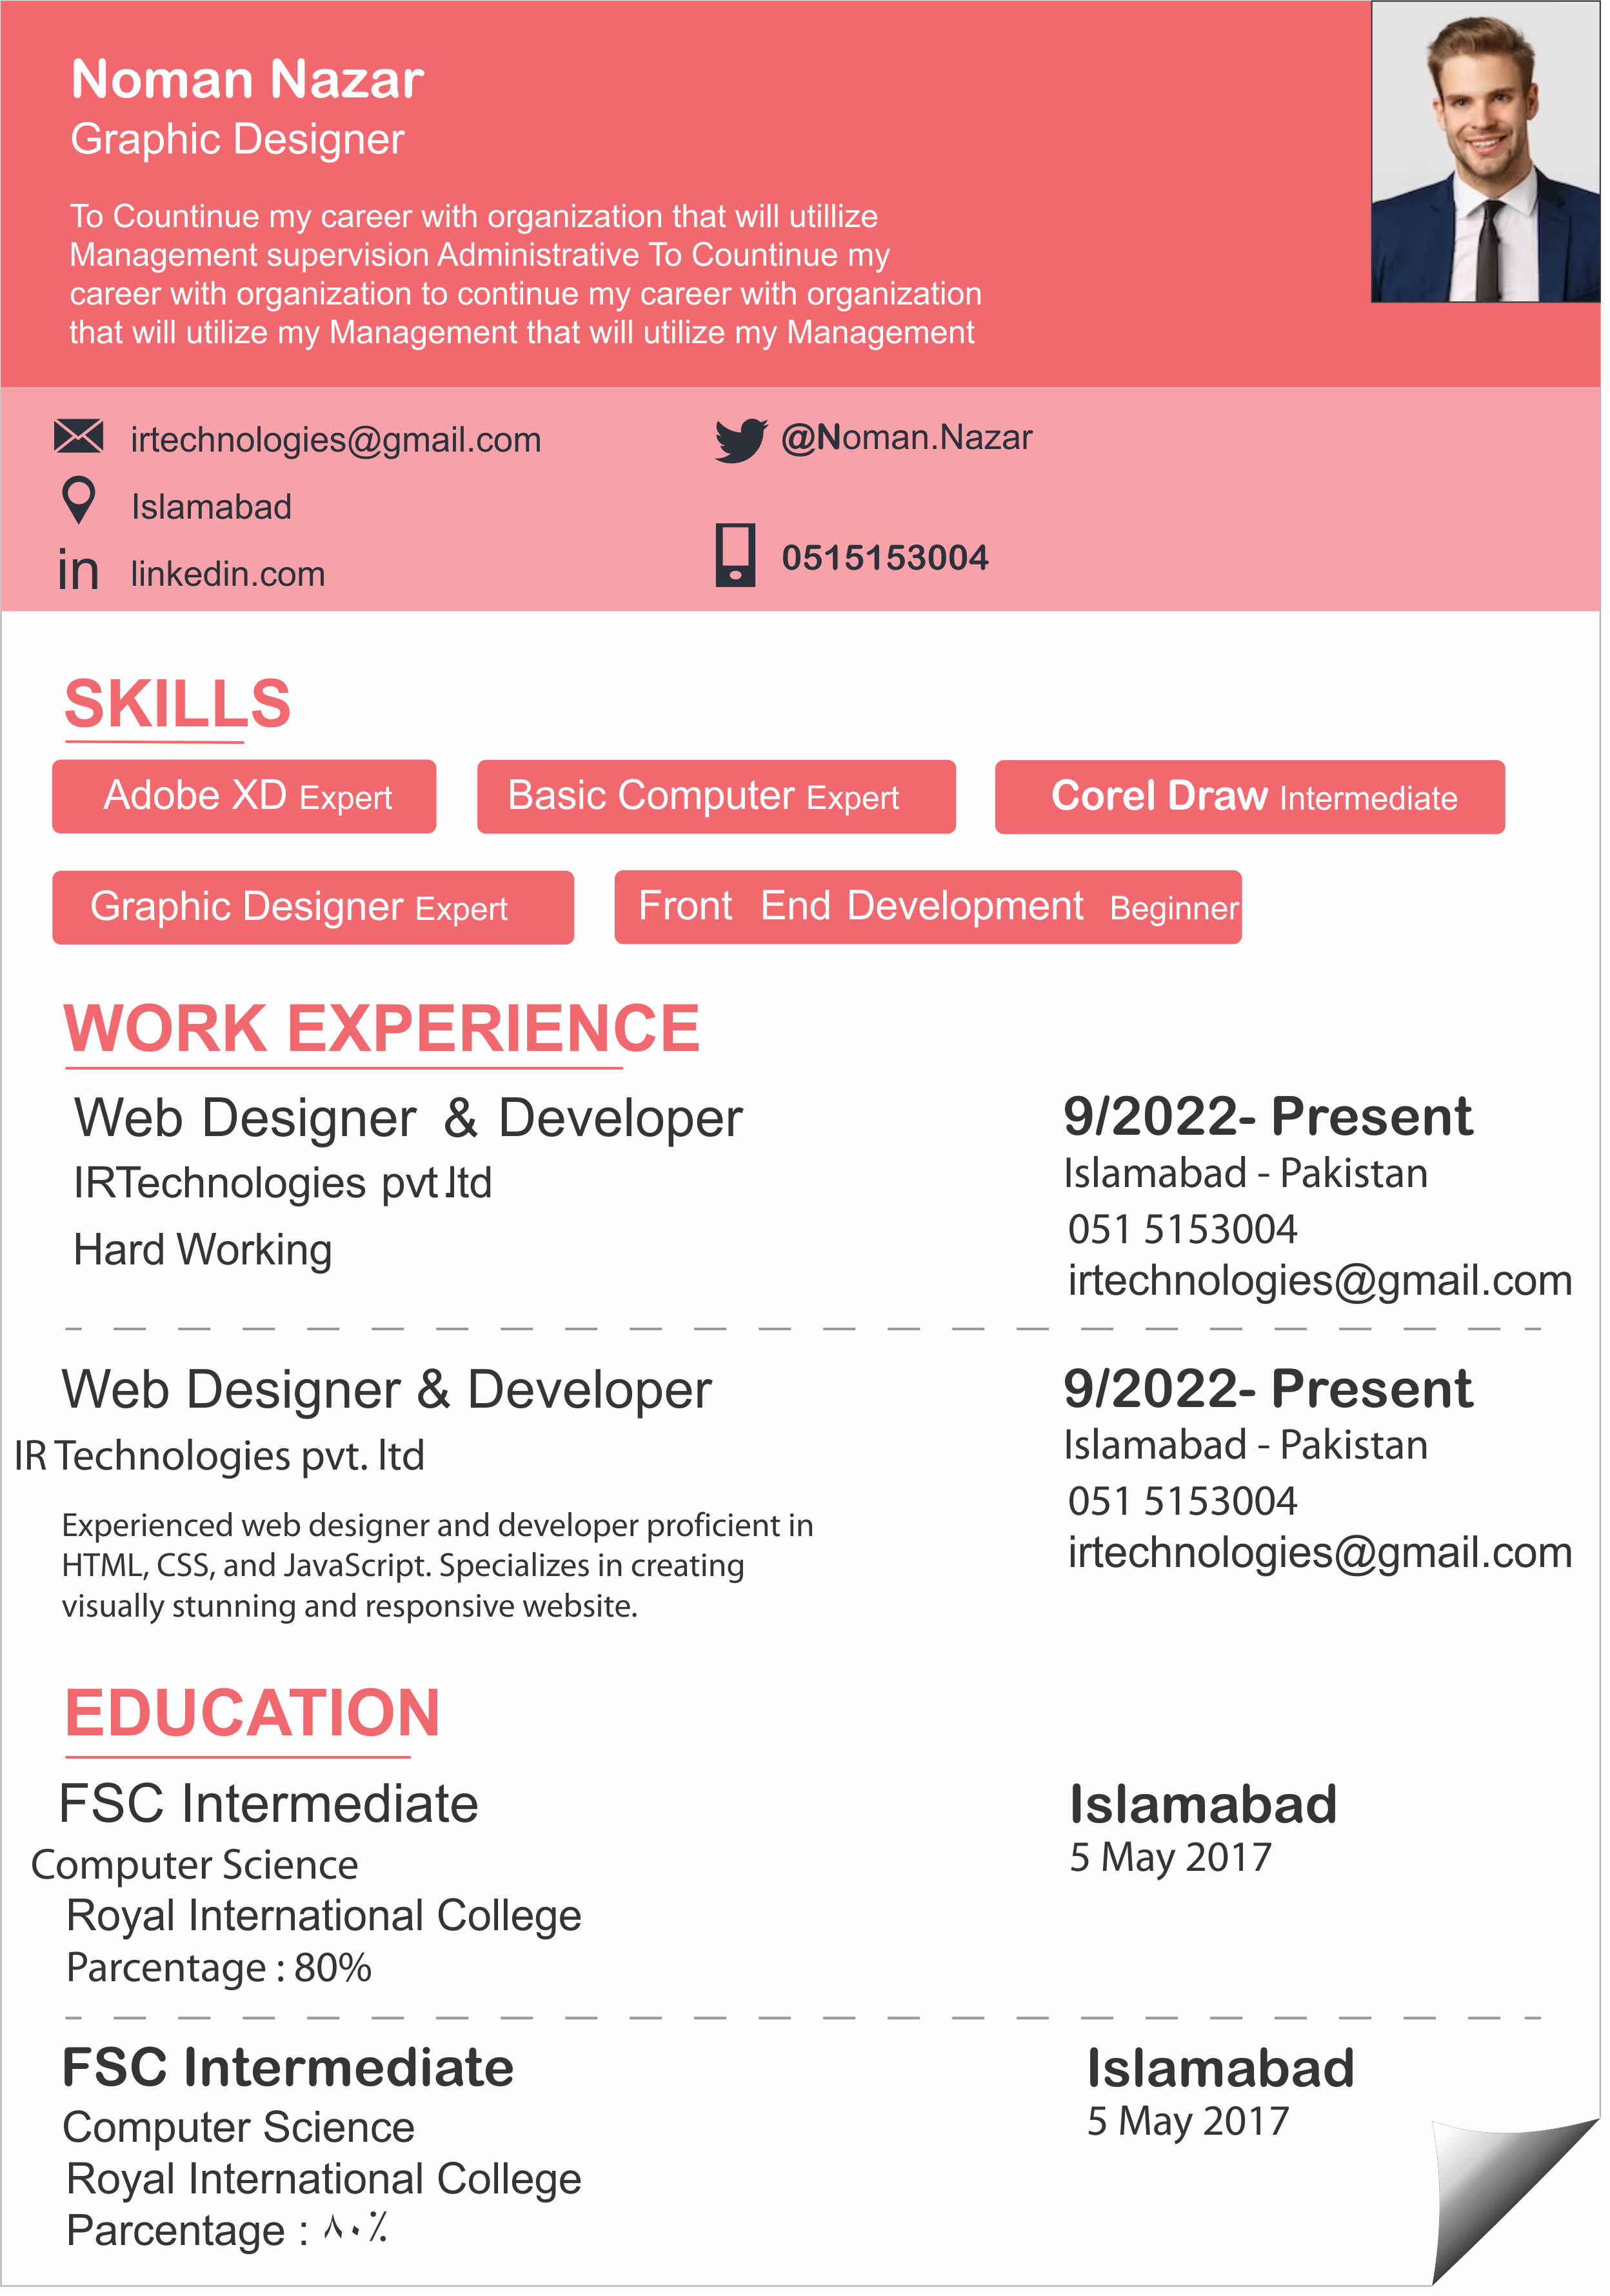 Noman Nazar
Graphic Designer
To Countinue my career with organization that will utillize
Management supervision Administrative To Countinue my
career with organization to continue my career with organization
that will utilize my Management that will utilize my Management
irtechnologies@gmail.com
@Noman.Nazar
Islamabad
in linkedin.com
0515153004
SKILLS
Adobe XD Expert
Basic Computer Expert
Corel Draw Intermediate
Graphic Designer Expert
Front End Development Beginner
WORK EXPERIENCE
Web Designer & Developer
IRTechnologies pvt.ltd
Hard Working
9/2022- Present
Islamabad - Pakistan
051 5153004
irtechnologies@gmail.com
Web Designer & Developer
IR Technologies pvt. ltd
Experienced web designer and developer proficient in
HTML, CSS, and JavaScript. Specializes in creating
visually stunning and responsive website.
9/2022- Present
Islamabad - Pakistan
051 5153004
irtechnologies@gmail.com
EDUCATION
FSC Intermediate
Computer Science
Royal International College
Parcentage : 80%
Islamabad
5 May 2017
FSC Intermediate
Computer Science
Royal International College
Parcentage : ٨٠٪
Islamabad
5 May 2017